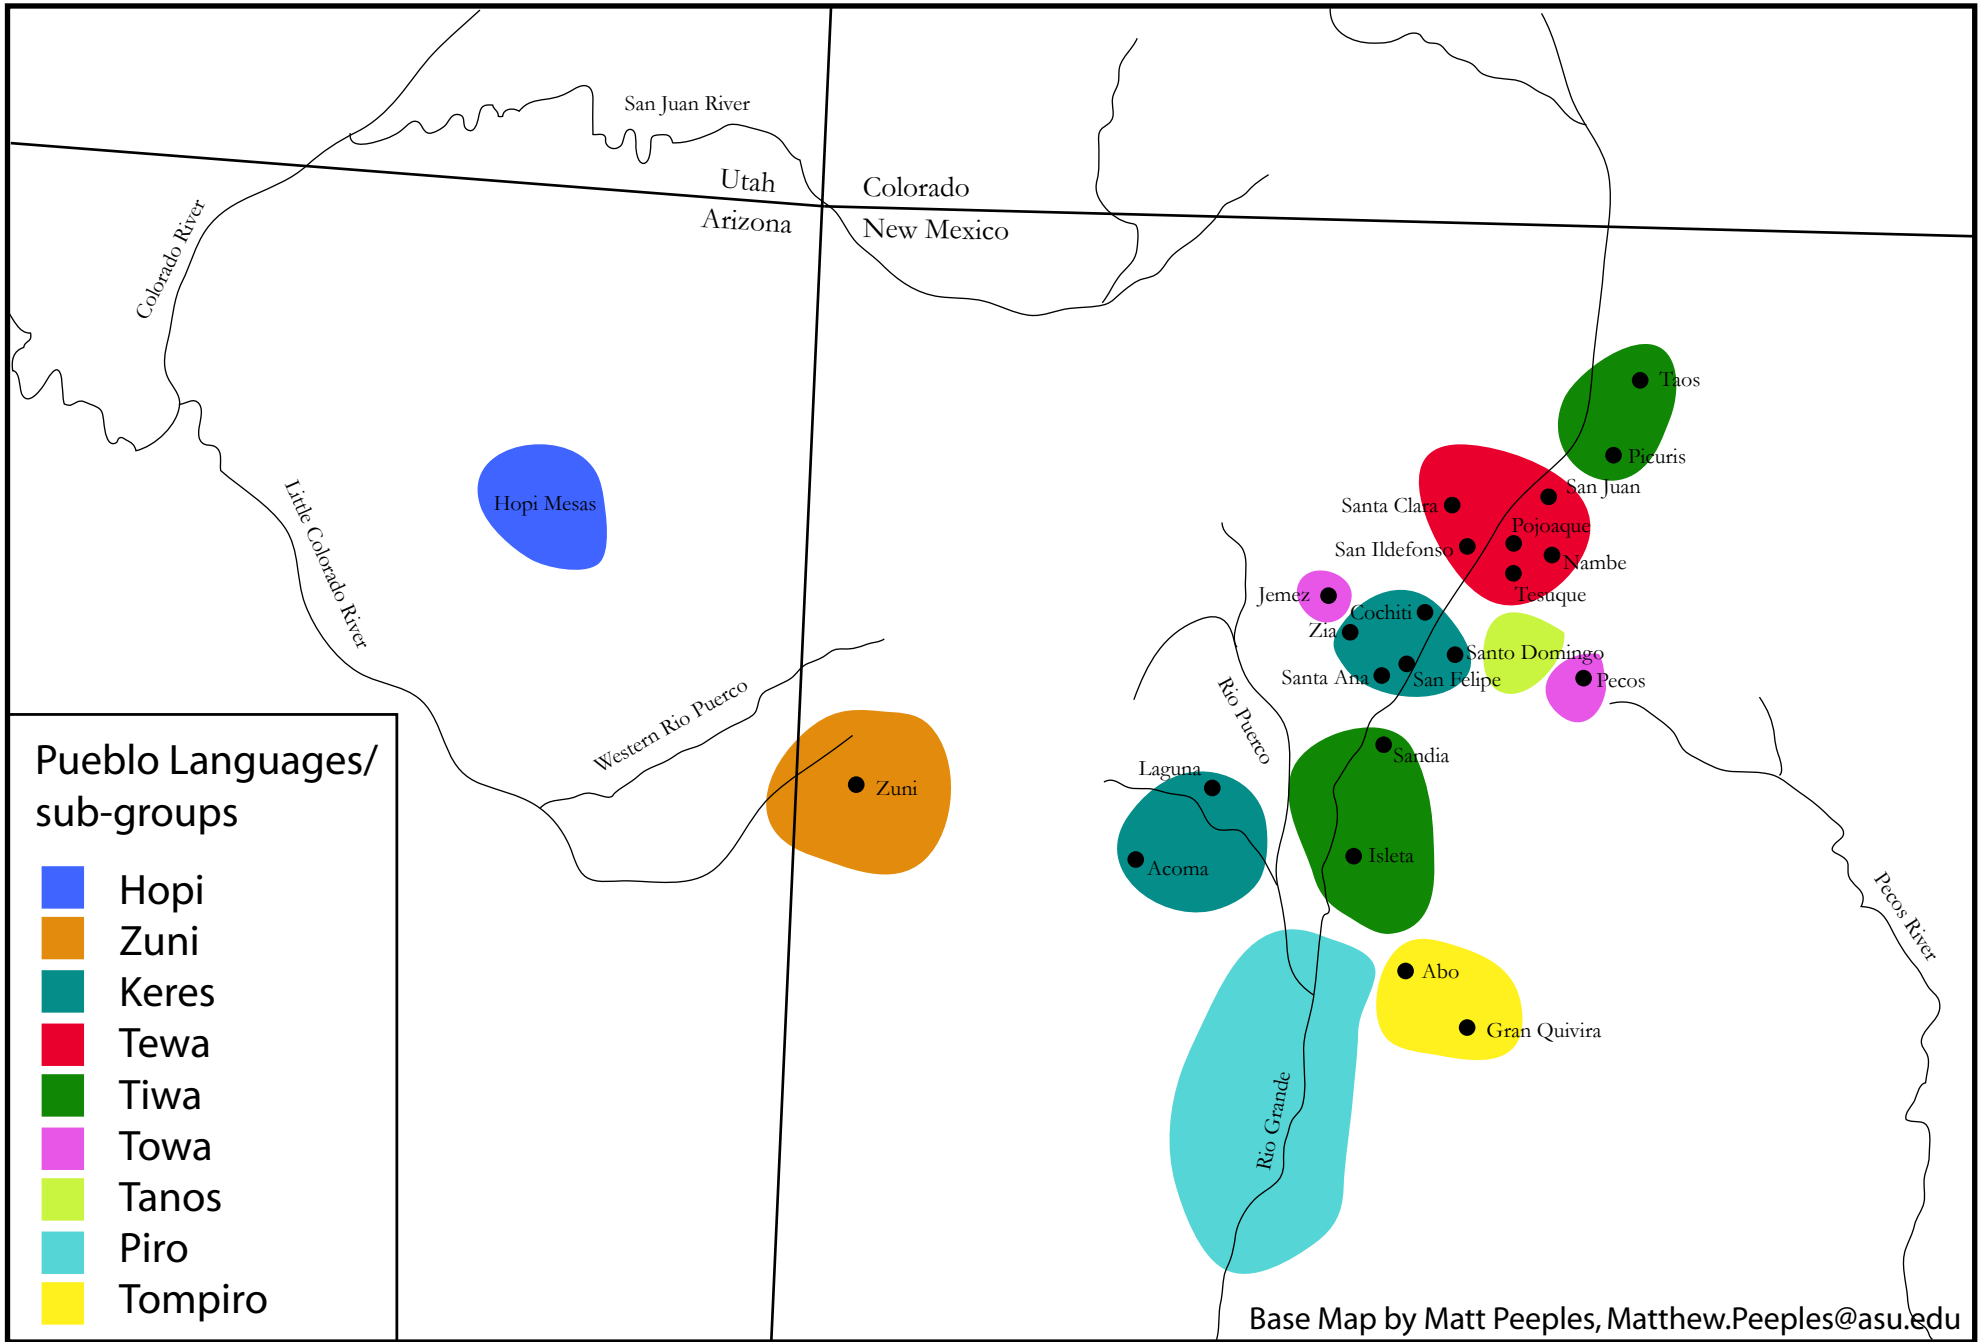 San Juan River
Utah
Colorado
Arizona
New Mexico
Colorado River
Taos
Picuris
San Juan
Hopi Mesas
Santa Clara
Pojoaque
Little Colorado River
San Ildefonso
Nambe
Tesuque
Jemez
Cochiti
Zia
Santo Domingo
Santa Ana
San Felipe
Pecos
Rio Puerco
Western Rio Puerco
Sandia
Laguna
Zuni
Isleta
Acoma
Pecos River
Abo
Gran Quivira
Rio Grande
Pueblo Languages/
sub-groups
Hopi
Zuni
Keres
Tewa
Tiwa
Towa
Tanos
Piro
Tompiro
Base Map by Matt Peeples, Matthew.Peeples@asu.edu